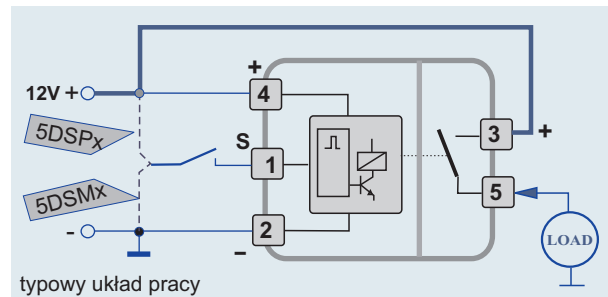 12V +
+
4
3
+
5DSPx
S
1
5
5DSMx
2
-
–
LOAD
typowy układ pracy